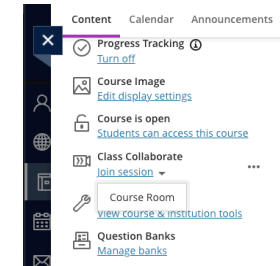 Content Calendar Announcements
Progress Tracking
Turn off
Course Image
Edit display settings
Course is open
Students can access this course
Class Collaborate
Join session
Course Room
View course & institution tools
Question Banks
Manage banks